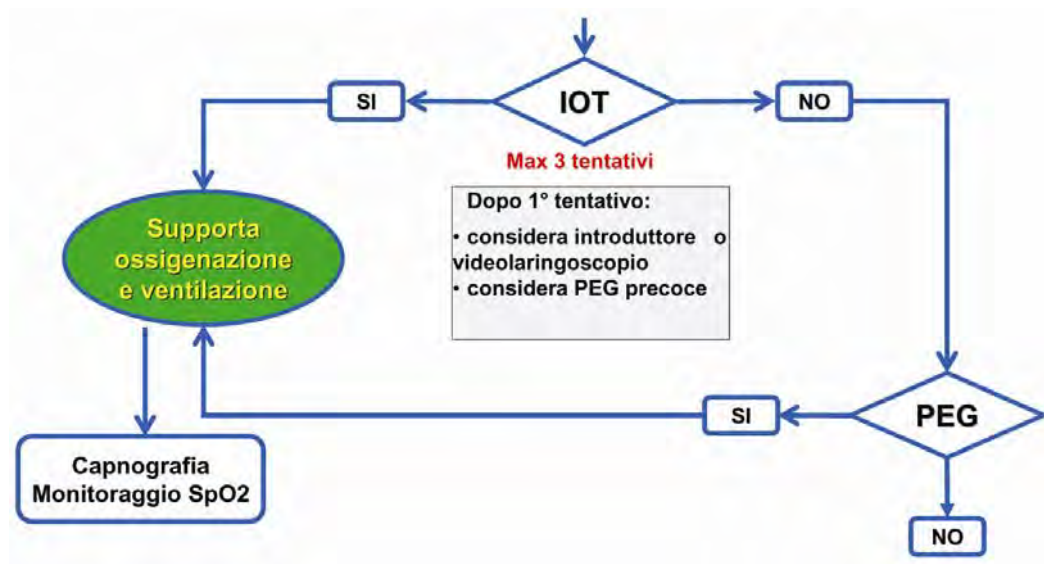 SI
IOT
NO
Max 3 tentativi
Dopo 1° tentativo:
• considera introduttore o
videolaringoscopio
• considera PEG precoce
Supporta
ossigenazione
e ventilazione
SI
PEG
Capnografia
Monitoraggio SpO2
NO